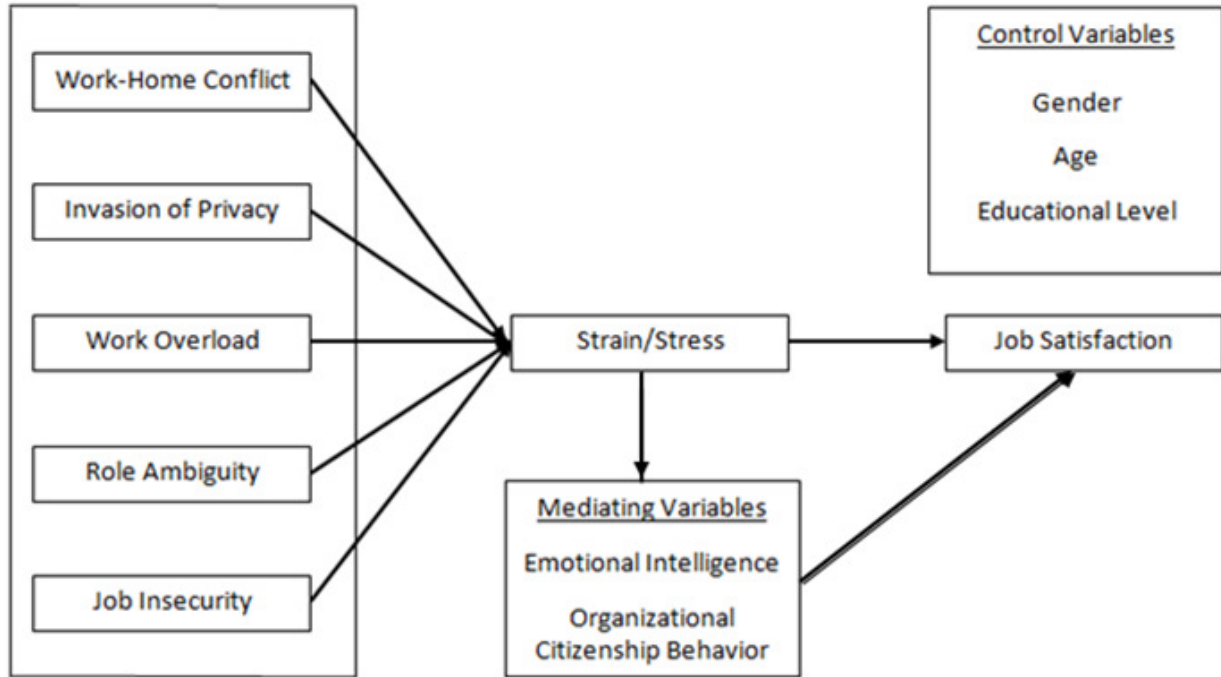 Work-Home Conflict
Invasion of Privacy
Work Overload
Role Ambiguity
Job Insecurity
Strain/Stress
Mediating Variables
Emotional Intelligence
Organizational
Citizenship Behavior
Control Variables
Gender
Age
Educational Level
Job Satisfaction